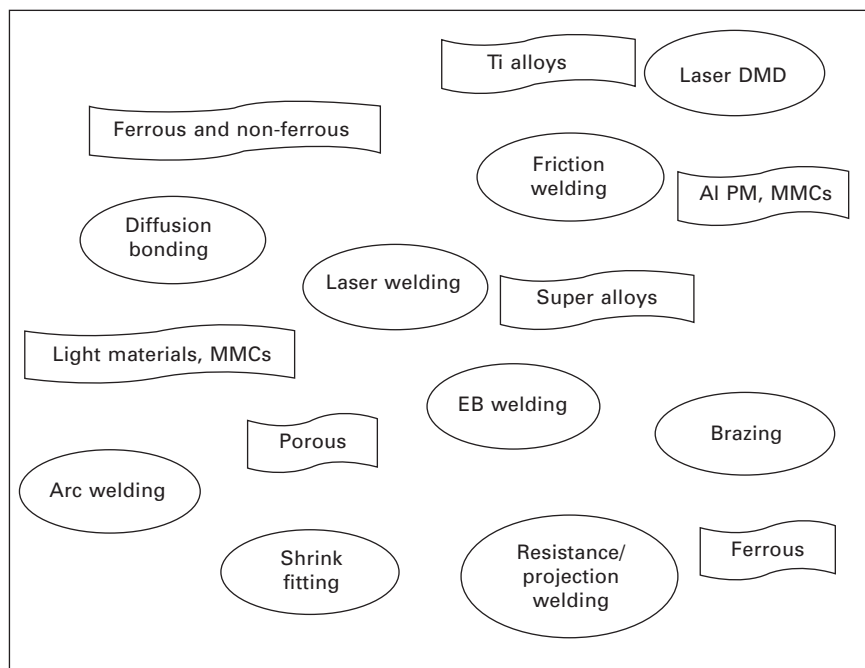 Ti alloys
Laser DMD
Ferrous and non-ferrous
Friction
welding
Al PM, MMCs
Diffusion
bonding
Laser welding
Super alloys
Light materials, MMCs
EB welding
Porous
Brazing
Arc welding
Shrink
fitting
Resistance/
projection
welding
Ferrous